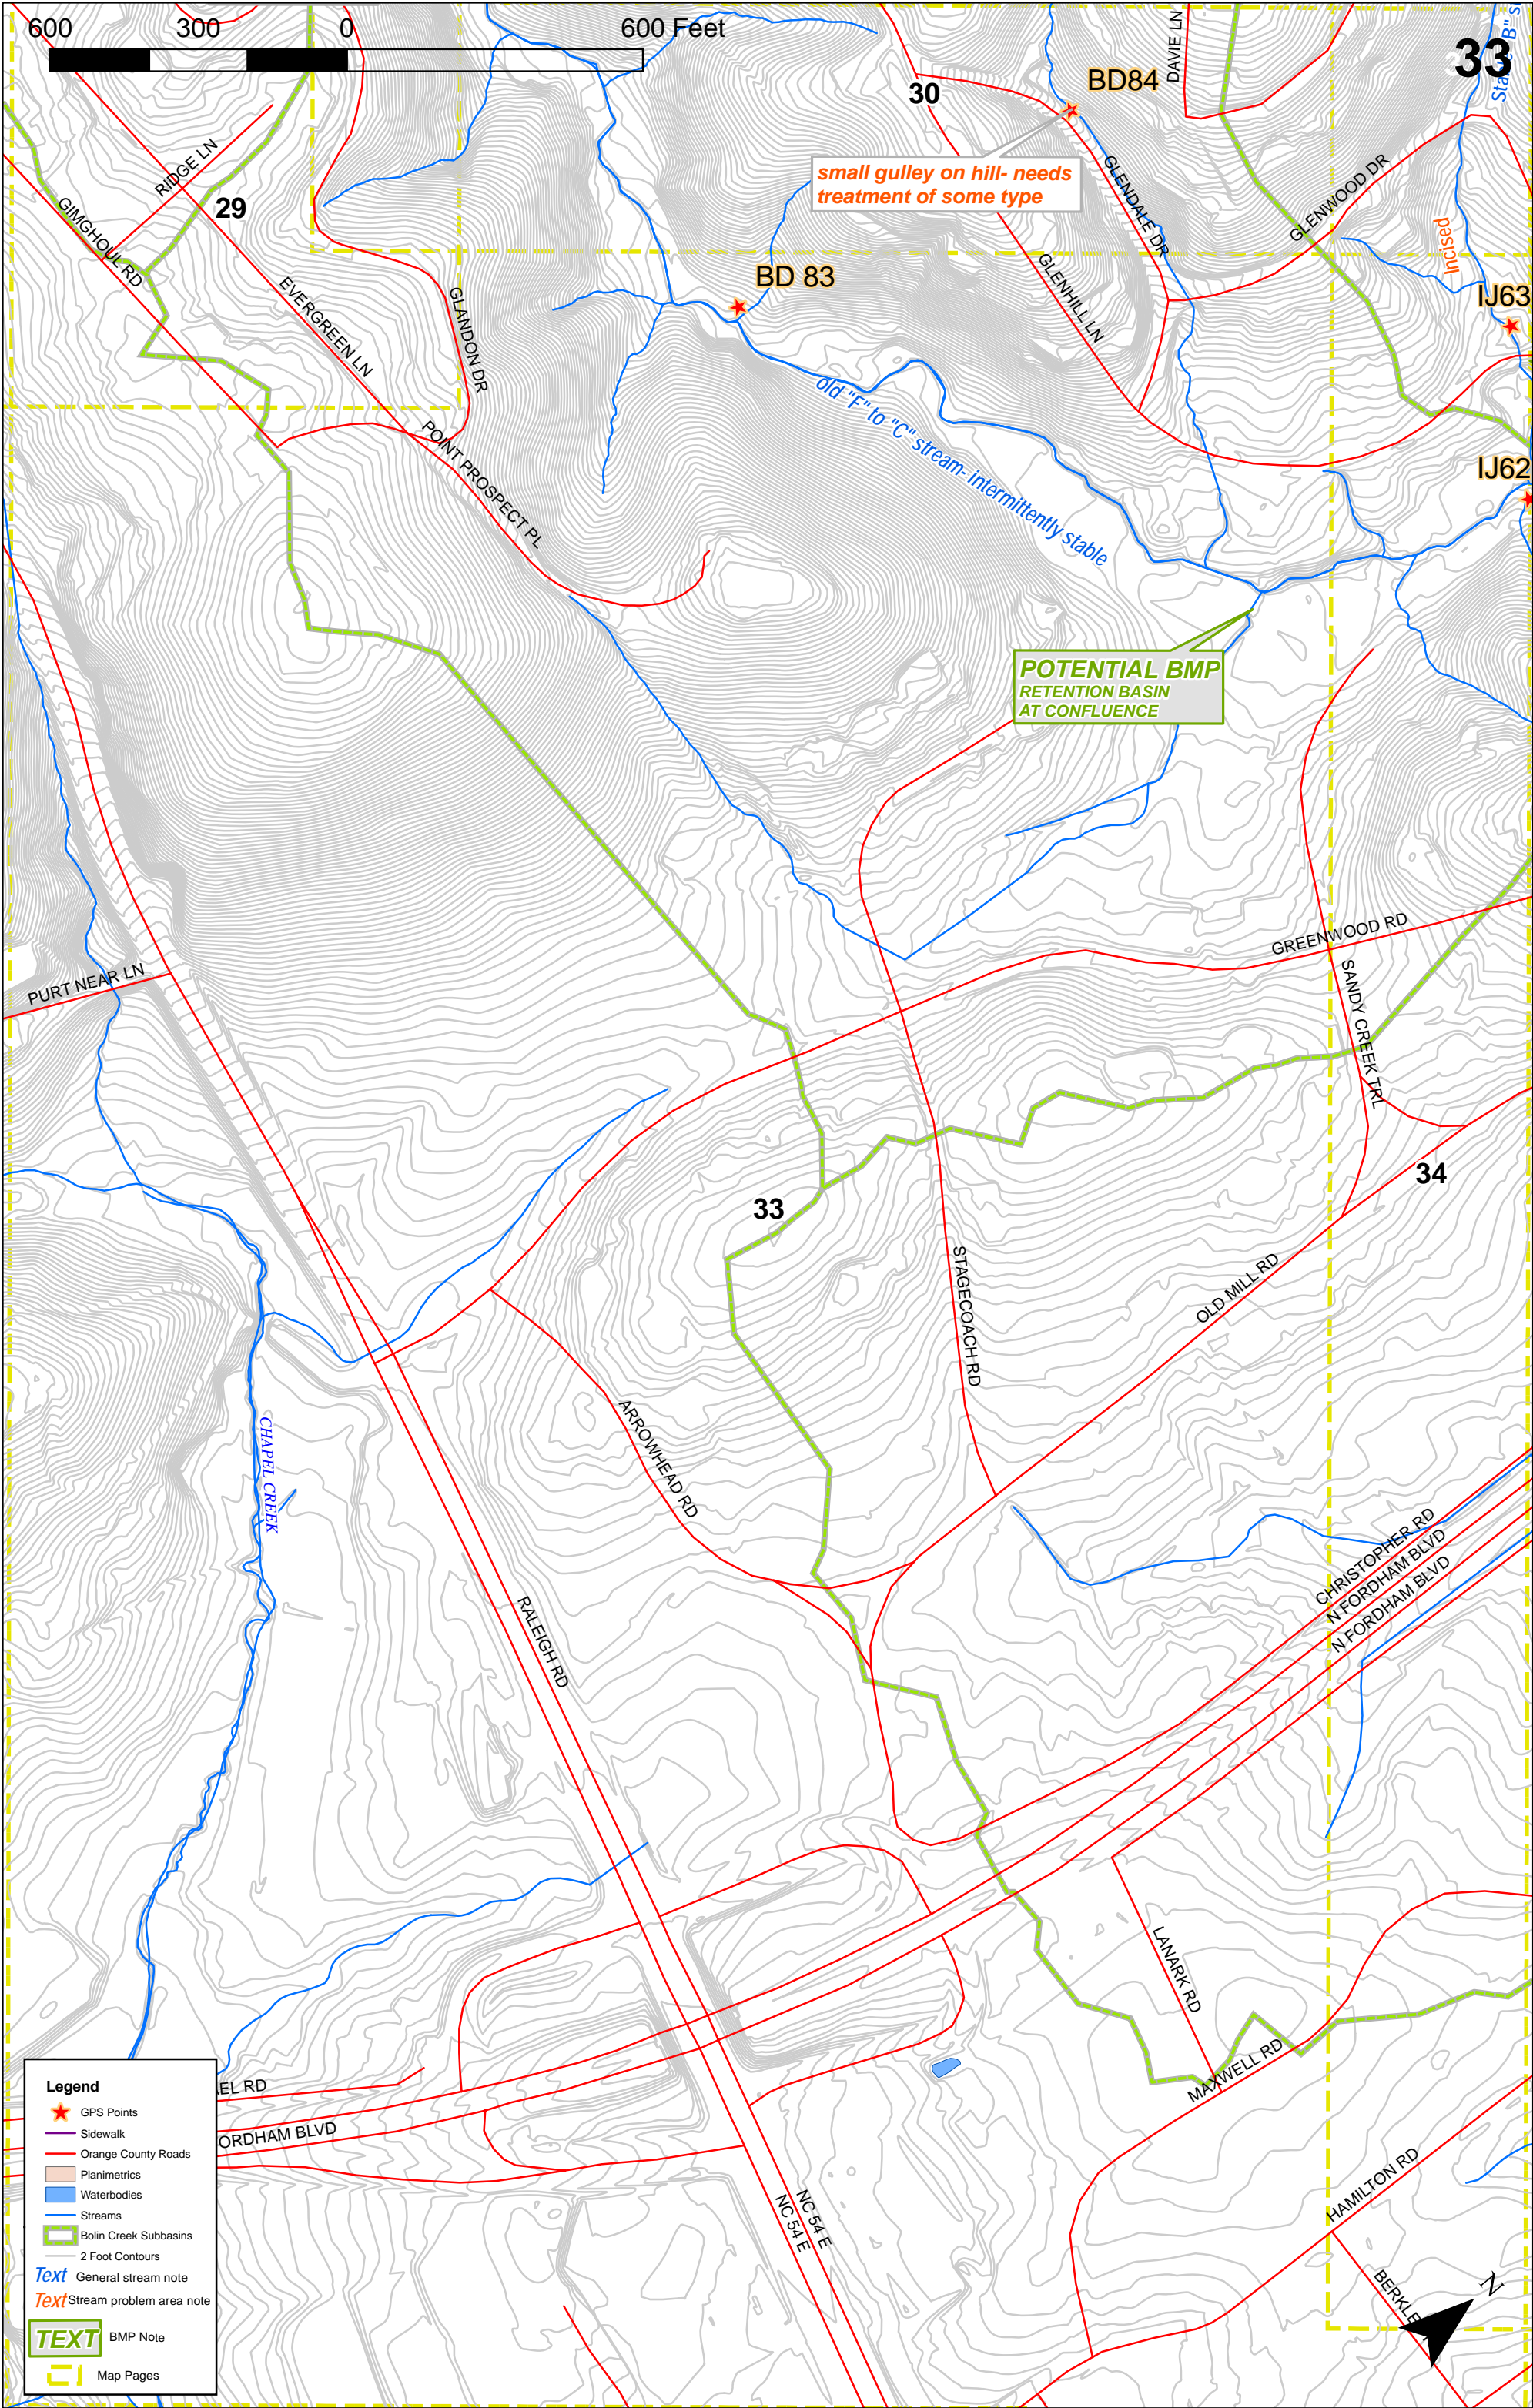 600 300 0 600 Feet
33
Stable "B" s
DAVIE LN
BD84
30
small gulley on hill- needs
treatment of some type
RIDGE LN
29
GIMGHOUL RD
GLENDALE DR
GLENWOOD DR
Incised
BD 83
IJ63
EVERGREEN LN
GLANDON DR
GLENHILL LN
old "F" to "C" stream- intermittently stable
POINT PROSPECT PL
IJ62
POTENTIAL BMP
RETENTION BASIN
AT CONFLUENCE
GREENWOOD RD
PURT NEAR LN
SANDY CREEK TRL
34
33
STAGECOACH RD
OLD MILL RD
ARROWHEAD RD
CHAPEL CREEK
CHRISTOPHER RD
N FORDHAM BLVD
N FORDHAM BLVD
RALEIGH RD
LANARK RD
MAXWELL RD
EL RD
ORDHAM BLVD
HAMILTON RD
NC 54 E
NC 54 E
BERKLE
N
Legend
GPS Points
Sidewalk
Orange County Roads
Planimetrics
Waterbodies
Streams
Bolin Creek Subbasins
2 Foot Contours
Text General stream note
Text Stream problem area note
TEXT BMP Note
Map Pages